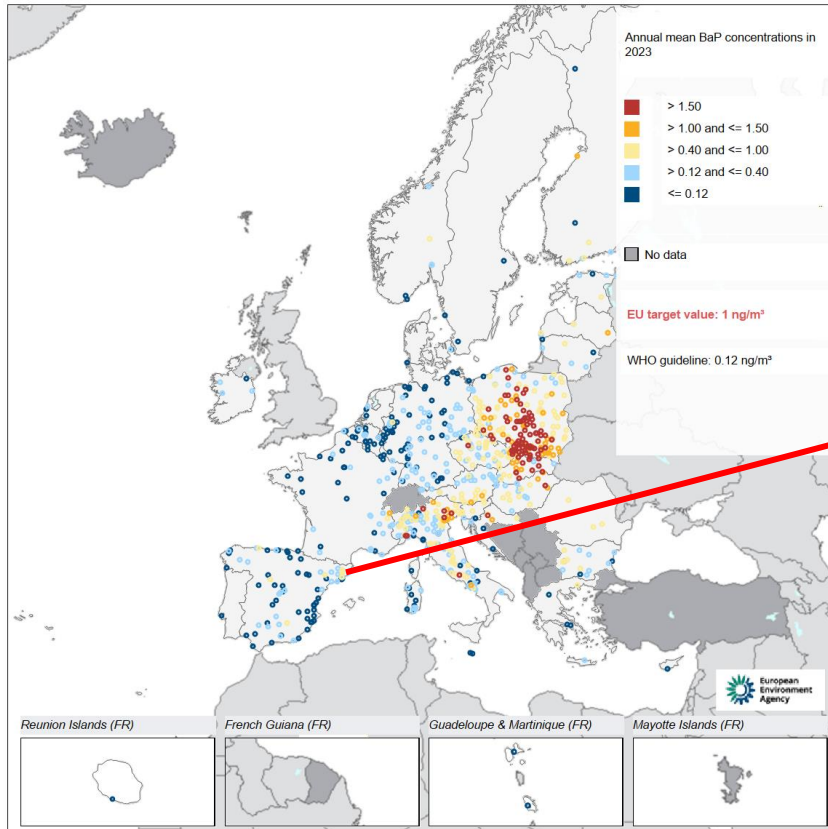 Annual mean BaP concentrations in
2023
> 1.50
> 1.00 and <= 1.50
> 0.40 and <= 1.00
> 0.12 and <= 0.40
<= 0.12
No data
EU target value: 1 ng/m³
WHO guideline: 0.12 ng/m³
European
Environment
Agency
Reunion Islands (FR)
French Guiana (FR)
Guadeloupe & Martinique (FR)
Mayotte Islands (FR)